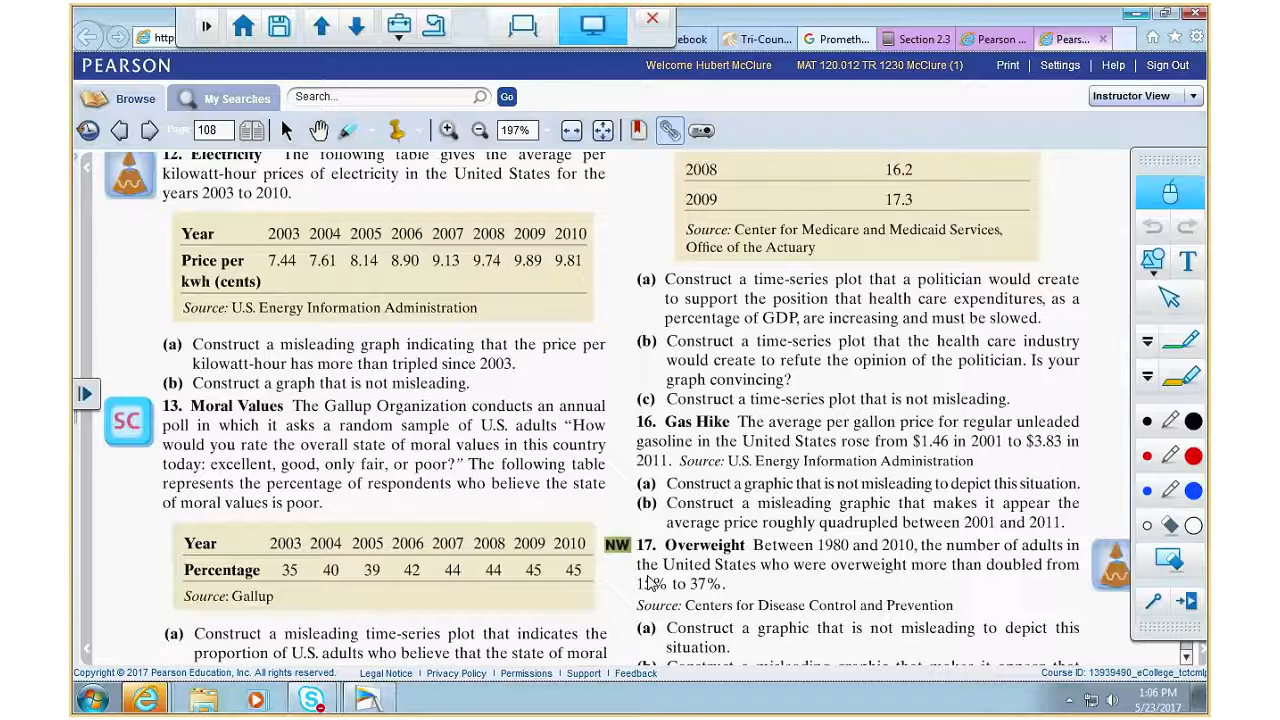 http
cebook
Tri-Coun...
Prometh...
Section 2.3
Pearson ...
Pears...
PEARSON
Welcome Hubert McClure
MAT 120.012 TR 1230 McClure (1)
Print
Settings
Help
Sign Out
Browse
My Searches
Search...
Go
Instructor View
Page
108
197%
12. Electricity The following table gives the average per
kilowatt-hour prices of electricity in the United States for the
years 2003 to 2010.
Year 2003 2004 2005 2006 2007 2008 2009 2010
Price per 7.44 7.61 8.14 8.90 9.13 9.74 9.89 9.81
kwh (cents)
Source: U.S. Energy Information Administration
(a) Construct a misleading graph indicating that the price per
kilowatt-hour has more than tripled since 2003.
(b) Construct a graph that is not misleading.
SC
13. Moral Values The Gallup Organization conducts an annual
poll in which it asks a random sample of U.S. adults “How
would you rate the overall state of moral values in this country
today: excellent, good, only fair, or poor?” The following table
represents the percentage of respondents who believe the state
of moral values is poor.
Year 2003 2004 2005 2006 2007 2008 2009 2010
Percentage 35 40 39 42 44 44 45 45
Source: Gallup
(a) Construct a misleading time-series plot that indicates the
proportion of U.S. adults who believe that the state of moral
2008 16.2
2009 17.3
Source: Center for Medicare and Medicaid Services,
Office of the Actuary
(a) Construct a time-series plot that a politician would create
to support the position that health care expenditures, as a
percentage of GDP, are increasing and must be slowed.
(b) Construct a time-series plot that the health care industry
would create to refute the opinion of the politician. Is your
graph convincing?
(c) Construct a time-series plot that is not misleading.
16. Gas Hike The average per gallon price for regular unleaded
gasoline in the United States rose from $1.46 in 2001 to $3.83 in
2011. Source: U.S. Energy Information Administration
(a) Construct a graphic that is not misleading to depict this situation.
(b) Construct a misleading graphic that makes it appear the
average price roughly quadrupled between 2001 and 2011.
NW
17. Overweight Between 1980 and 2010, the number of adults in
the United States who were overweight more than doubled from
to 37%.
Source: Centers for Disease Control and Prevention
(a) Construct a graphic that is not misleading to depict this
situation.
(b) Construct a misleading graphic that makes it appear that
T
Copyright © 2017 Pearson Education, Inc. All rights reserved.
Legal Notice | Privacy Policy | Permissions | Support | Feedback
Course ID: 13939490_eCollege_tctcmlp
1:06 PM
5/23/2017